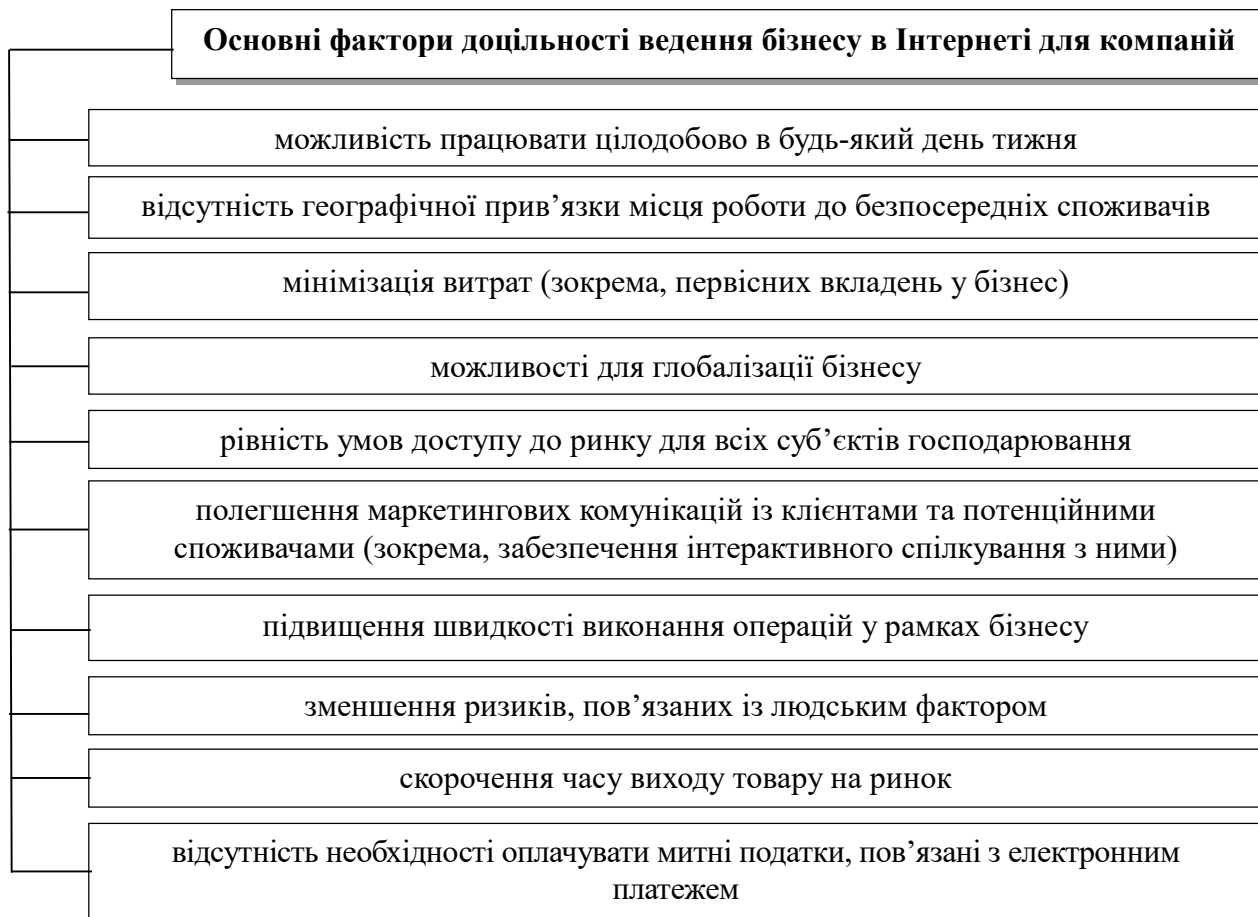 Основні фактори доцільності ведення бізнесу в Інтернеті для компаній
можливість працювати цілодобово в будь-який день тижня
відсутність географічної прив’язки місця роботи до безпосередніх споживачів
мінімізація витрат (зокрема, первісних вкладень у бізнес)
можливості для глобалізації бізнесу
рівність умов доступу до ринку для всіх суб’єктів господарювання
полегшення маркетингових комунікацій із клієнтами та потенційними
споживачами (зокрема, забезпечення інтерактивного спілкування з ними)
підвищення швидкості виконання операцій у рамках бізнесу
зменшення ризиків, пов’язаних із людським фактором
скорочення часу виходу товару на ринок
відсутність необхідності оплачувати митні податки, пов’язані з електронним
платежем